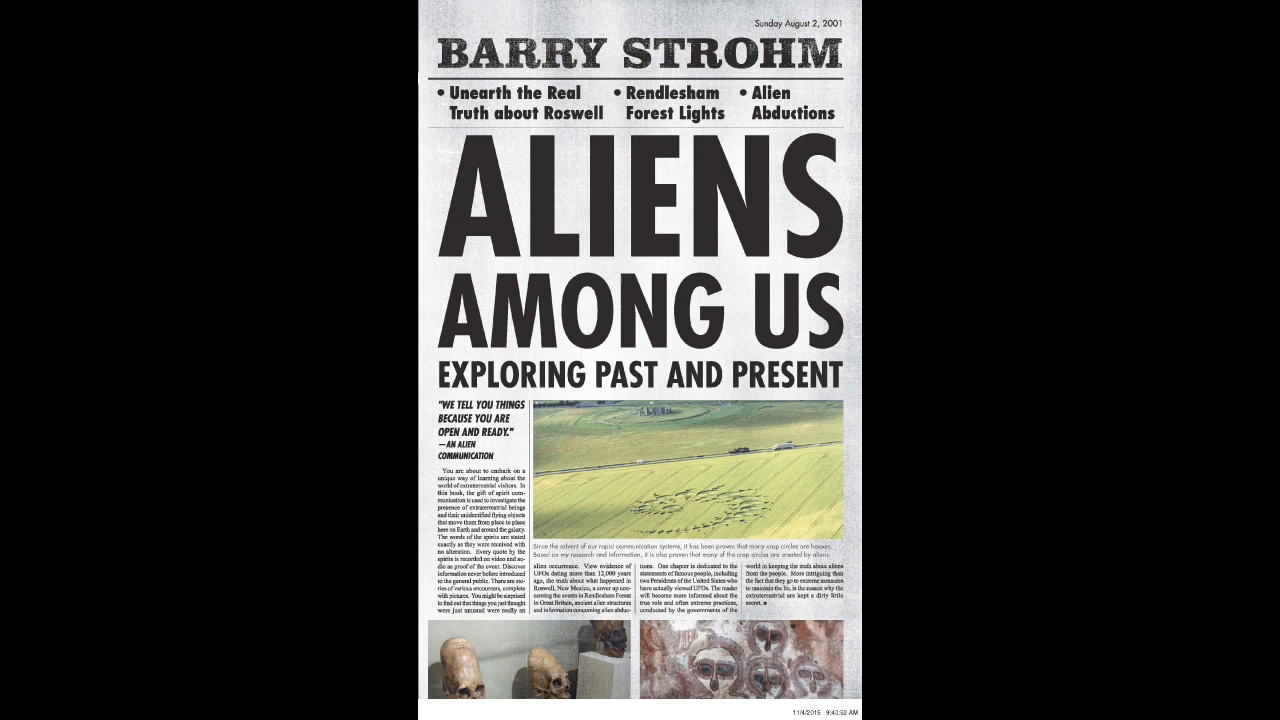 Sunday August 2, 2001
BARRY STROHM
• Unearth the Real
Truth about Roswell
• Rendlesham
Forest Lights
• Alien
Abductions
ALIENS
AMONG US
EXPLORING PAST AND PRESENT
"WE TELL YOU THINGS
BECAUSE YOU ARE
OPEN AND READY."
—AN ALIEN
COMMUNICATION
You are about to embark on a
unique way of learning about the
world of extraterrestrial visitors. In
this book, the gift of spirit com-
munication is used to investigate the
presence of extraterrestrial beings
and their unidentified flying objects
that move them from place to place
here on Earth and around the galaxy.
The words of the spirits are stated
exactly as they were received with
no alteration. Every quote by the
spirits is recorded on video and au-
dio as proof of the event. Discover
information never before introduced
to the general public. There are sto-
ries of various encounters, complete
with pictures. You might be surprised
to find out that things you just thought
were just unusual were really an
Since the advent of our rapid communication systems, it has been proven that many crop circles are hoaxes.
Based on my research and information, it is also proven that many of the crop circles are created by aliens.
alien occurrence. View evidence of
UFOs dating more than 12,000 years
ago, the truth about what happened in
Roswell, New Mexico, a cover up con-
cerning the events in Rendlesham Forest
in Great Britain, ancient alien structures
and information concerning alien abduc-
tions. One chapter is dedicated to the
statements of famous people, including
two Presidents of the United States who
have actually viewed UFOs. The reader
will become more informed about the
true role and often extreme practices,
conducted by the governments of the
world in keeping the truth about aliens
from the people. More intriguing than
the fact that they go to extreme measures
to maintain the lie, is the reason why the
extraterrestrial are kept a dirty little
secret. ■
11/4/2015 9:40:52 AM